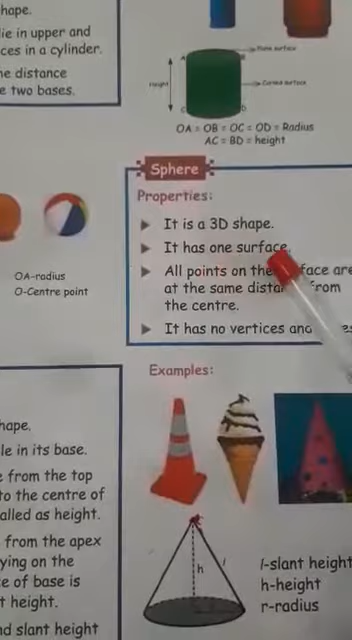 hape.
lie in upper and
ces in a cylinder.
he distance
e two bases.
Plane surface
A
B
Height
Curved surface
C
D
OA = OB = OC = OD = Radius
AC = BD = height
Sphere
Properties:
It is a 3D shape.
It has one surface.
OA-radius
O-Centre point
All points on the face are
at the same dista from
the centre.
It has no vertices and es
Examples:
hape.
le in its base.
e from the top
to the centre of
alled as height.
from the apex
ying on the
e of base is
t height.
nd slant height
h
l
l-slant height
h-height
r-radius